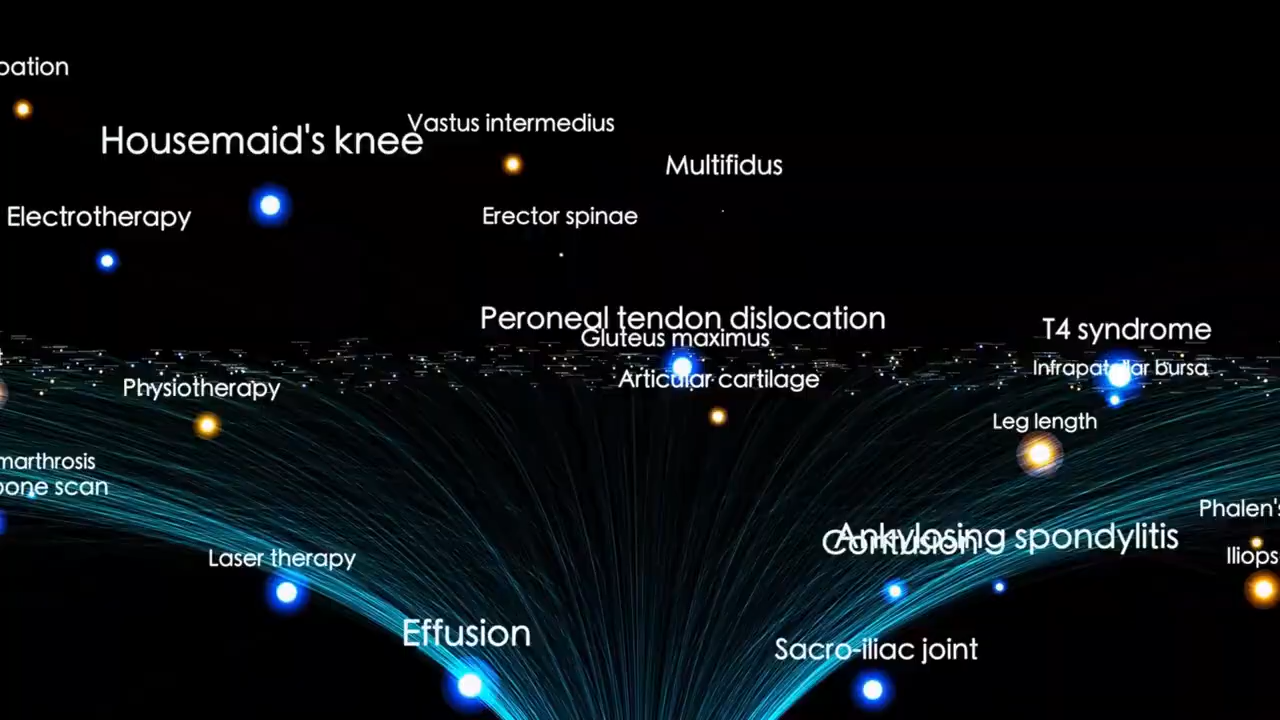 pation
Housemaid's knee
Vastus intermedius
Multifidus
Electrotherapy
Erector spinae
Peroneal tendon dislocation
Gluteus maximus
T4 syndrome
Infrapatellar bursa
Articular cartilage
Physiotherapy
Leg length
marthrosis
bone scan
Phalen's
Ankylosing spondylitis
Contusion
Laser therapy
Iliops
Effusion
Sacro-iliac joint